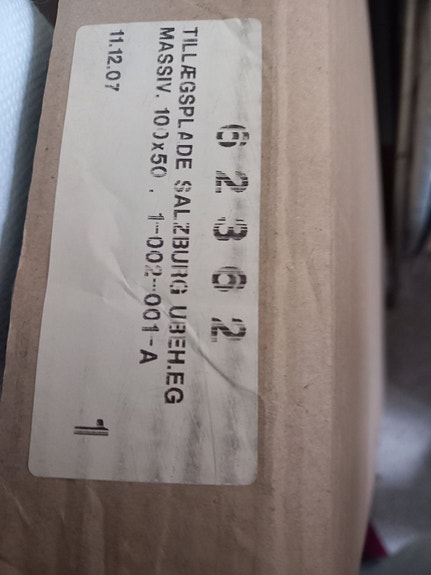 62362
TILLÆGSPLADE SALZBURG UBEH.EG
MASSIV. 100x50 . 1-002-001-A
11.12.07
1